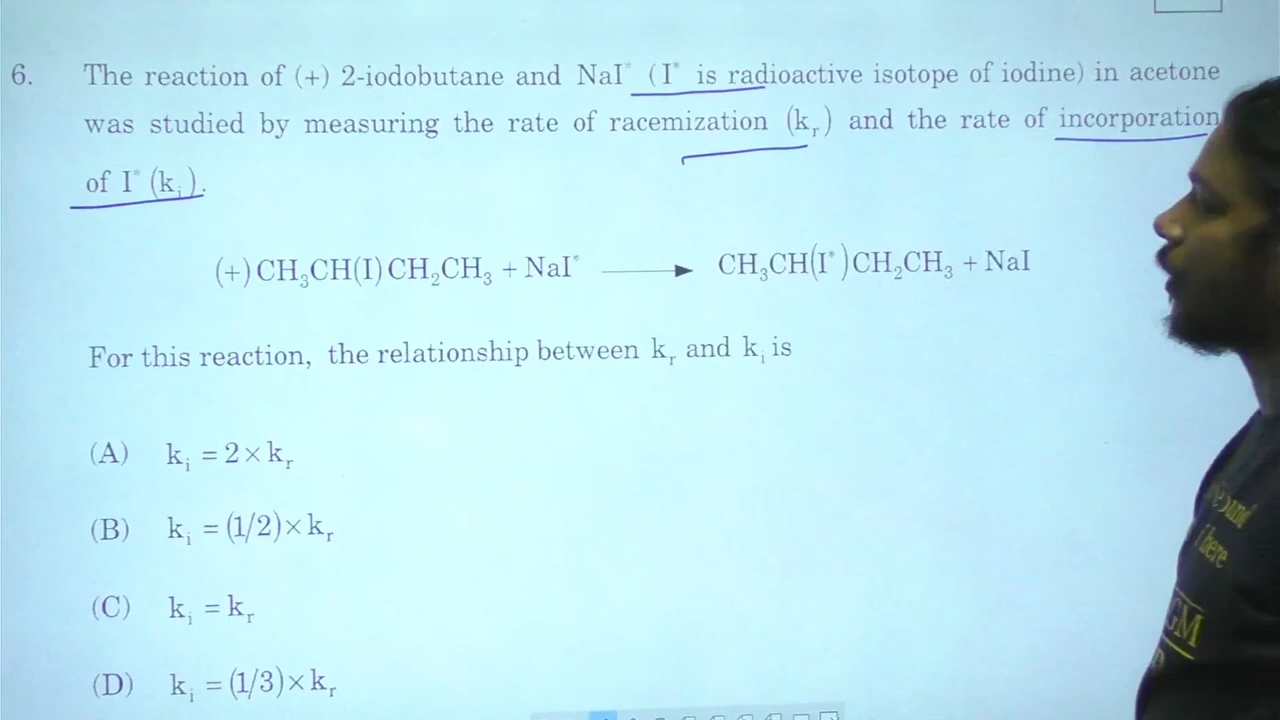 6. The reaction of (+) 2-iodobutane and NaI* (I* is radioactive isotope of iodine) in acetone
was studied by measuring the rate of racemization (kᵣ) and the rate of incorporation
of I* (kᵢ).
(+)CH₃CH(I)CH₂CH₃ + NaI* ⟶ CH₃CH(I*)CH₂CH₃ + NaI
For this reaction, the relationship between kᵣ and kᵢ is
(A) kᵢ = 2×kᵣ
(B) kᵢ = (1/2)×kᵣ
(C) kᵢ = kᵣ
(D) kᵢ = (1/3)×kᵣ
here
GM